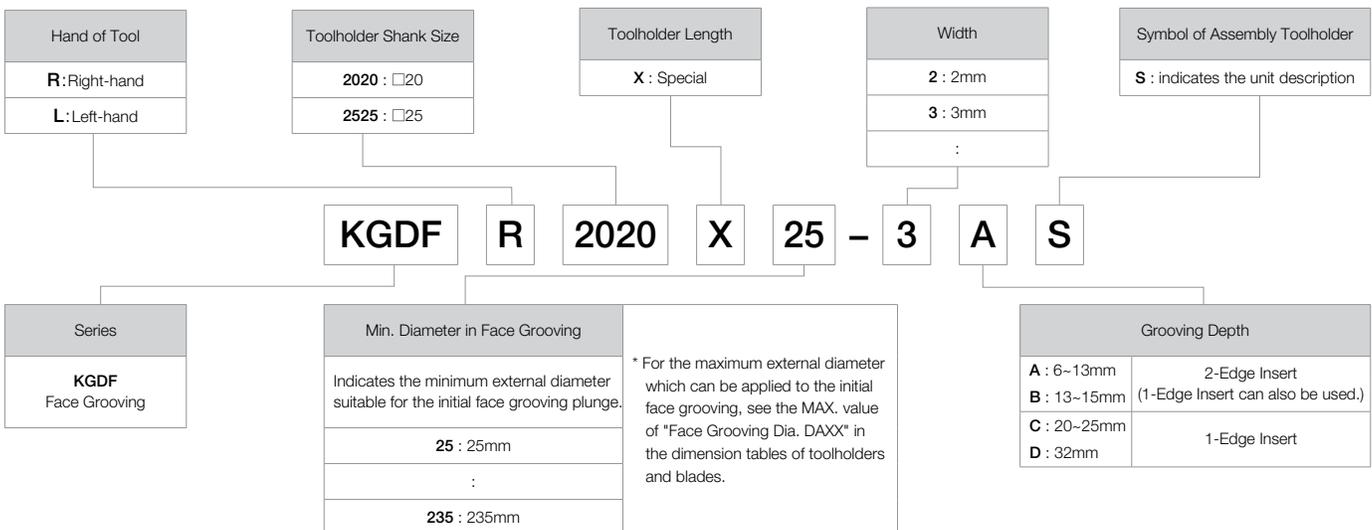 Hand of Tool
R:Right-hand
L:Left-hand
Toolholder Shank Size
2020 : □20
2525 : □25
Toolholder Length
X : Special
Width
2 : 2mm
3 : 3mm
:
Symbol of Assembly Toolholder
S : indicates the unit description
KGDF R 2020 X 25 – 3 A S
Series
KGDF
Face Grooving
Min. Diameter in Face Grooving
Indicates the minimum external diameter
suitable for the initial face grooving plunge.
25 : 25mm
:
235 : 235mm
* For the maximum external diameter
which can be applied to the initial
face grooving, see the MAX. value
of "Face Grooving Dia. DAXX" in
the dimension tables of toolholders
and blades.
Grooving Depth
A : 6~13mm
B : 13~15mm
2-Edge Insert
(1-Edge Insert can also be used.)
C : 20~25mm
D : 32mm
1-Edge Insert